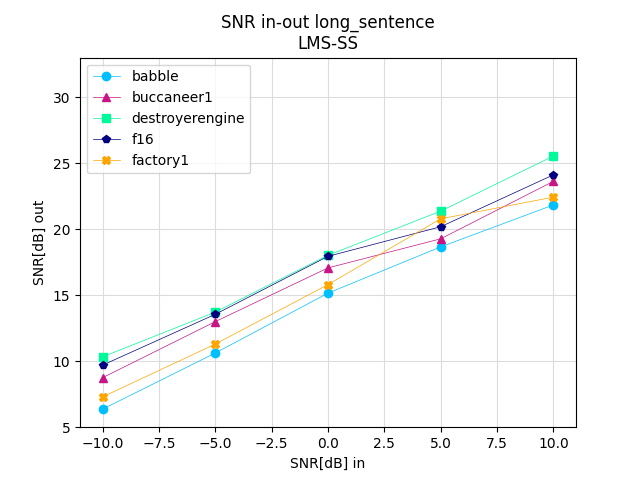 SNR in-out long_sentence
LMS-SS
babble
buccaneer1
destroyerengine
f16
factory1
SNR[dB] out
30
25
20
15
10
5
−10.0 −7.5 −5.0 −2.5 0.0 2.5 5.0 7.5 10.0
SNR[dB] in